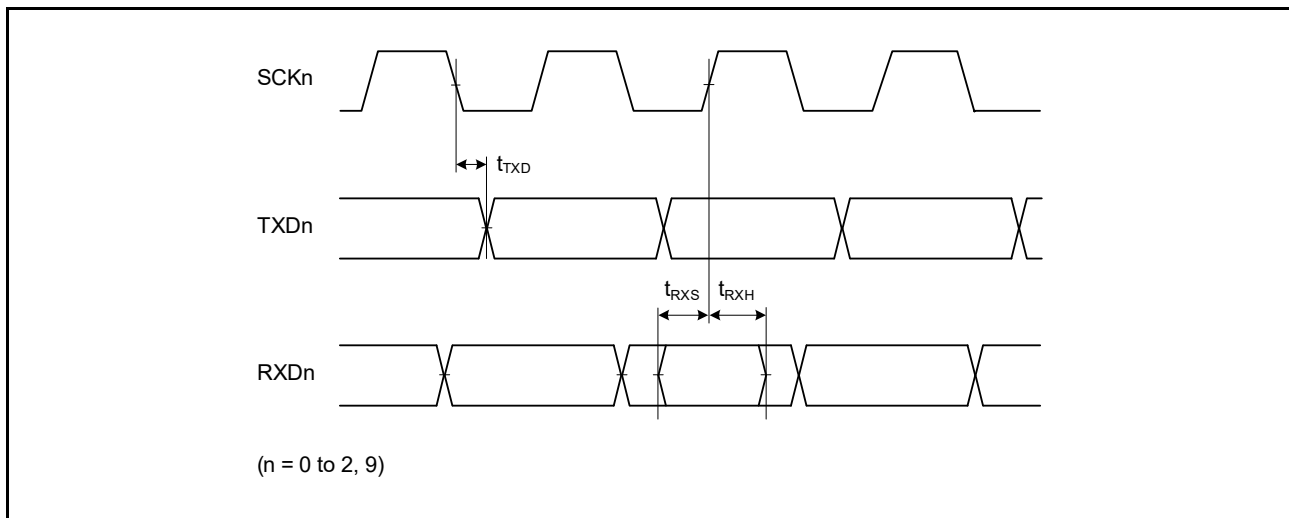 SCKn
tTXD
TXDn
tRXS tRXH
RXDn
(n = 0 to 2, 9)